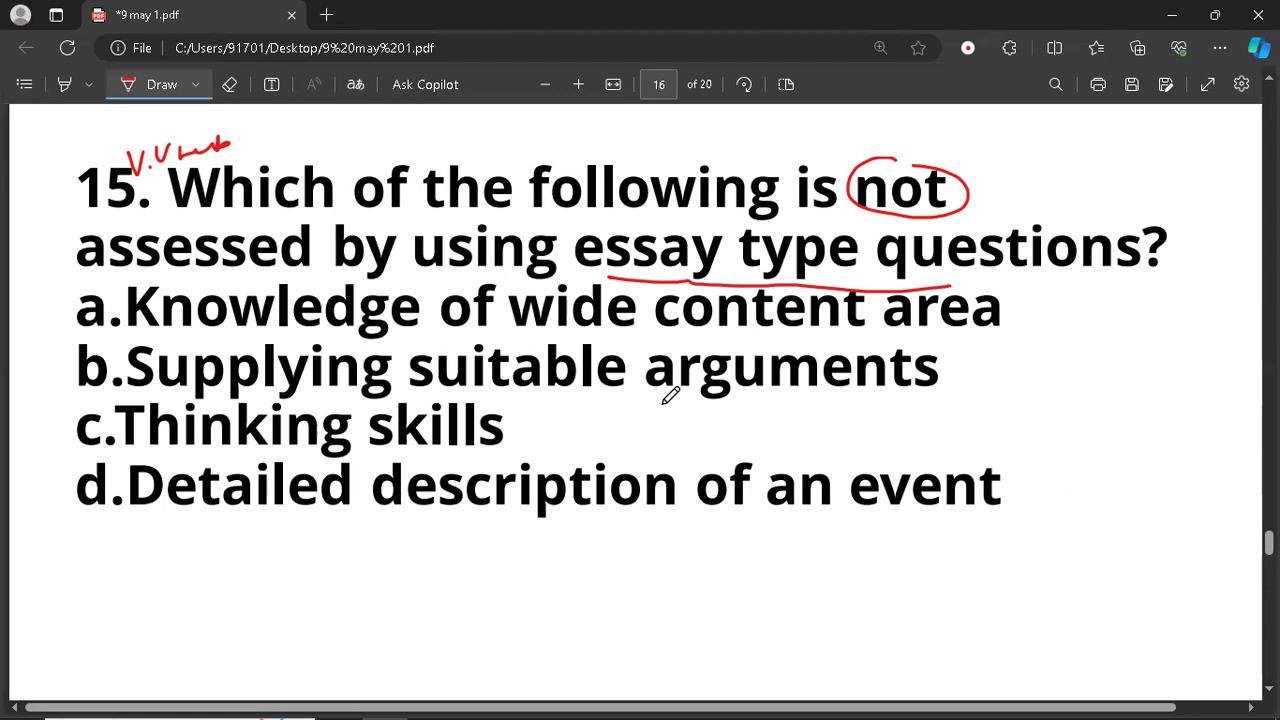 *9 may 1.pdf
File C:/Users/91701/Desktop/9%20may%201.pdf
Draw aあ Ask Copilot 16 of 20
V.V
15. Which of the following is not
assessed by using essay type questions?
a.Knowledge of wide content area
b.Supplying suitable arguments
c.Thinking skills
d.Detailed description of an event